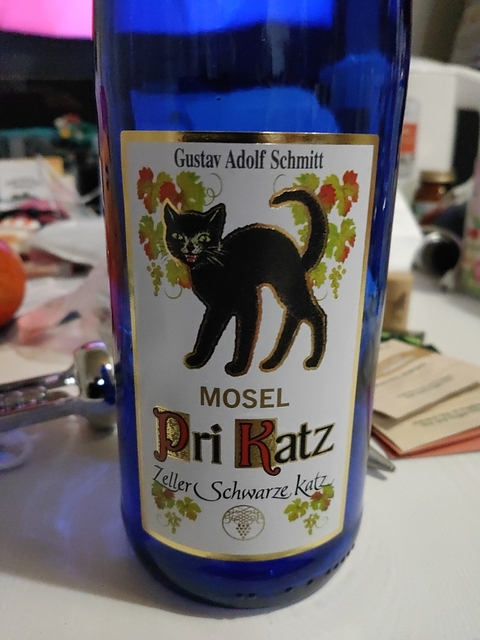 Gustav Adolf Schmitt
MOSEL
Pri Katz
Zeller Schwarze Katz